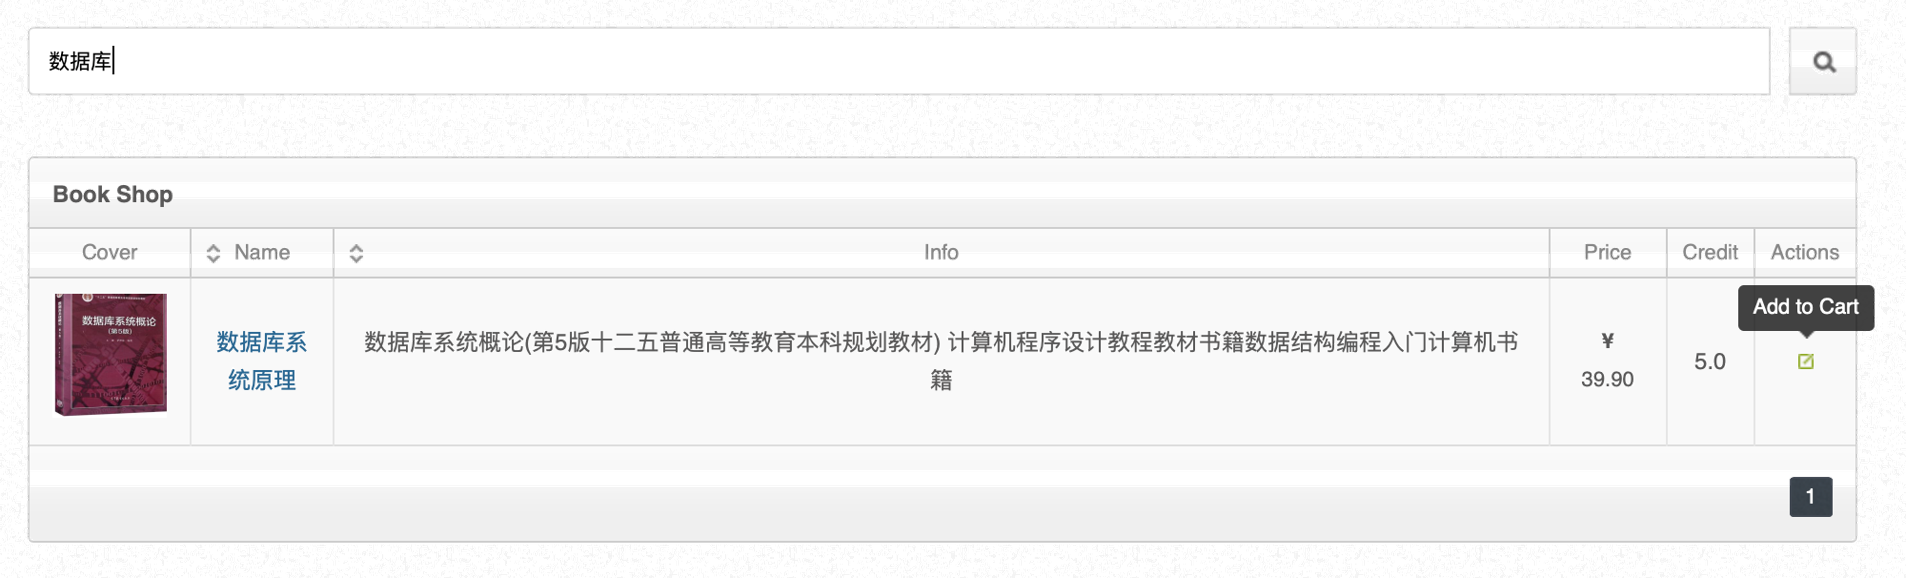 数据库
Book Shop
Cover
Name
Info
Price
Credit
Actions
Add to Cart
数据库系统概论
(第5版)
数据库系
统原理
数据库系统概论(第5版十二五普通高等教育本科规划教材) 计算机程序设计教程教材书籍数据结构编程入门计算机书
籍
¥
39.90
5.0
1